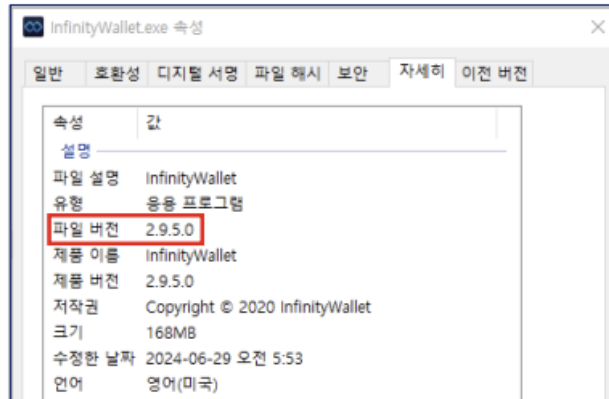 InfinityWallet.exe 속성
일반 호환성 디지털 서명 파일 해시 보안 자세히 이전 버전
속성 값
설명
파일 설명 InfinityWallet
유형 응용 프로그램
파일 버전 2.9.5.0
제품 이름 InfinityWallet
제품 버전 2.9.5.0
저작권 Copyright © 2020 InfinityWallet
크기 168MB
수정한 날짜 2024-06-29 오전 5:53
언어 영어(미국)